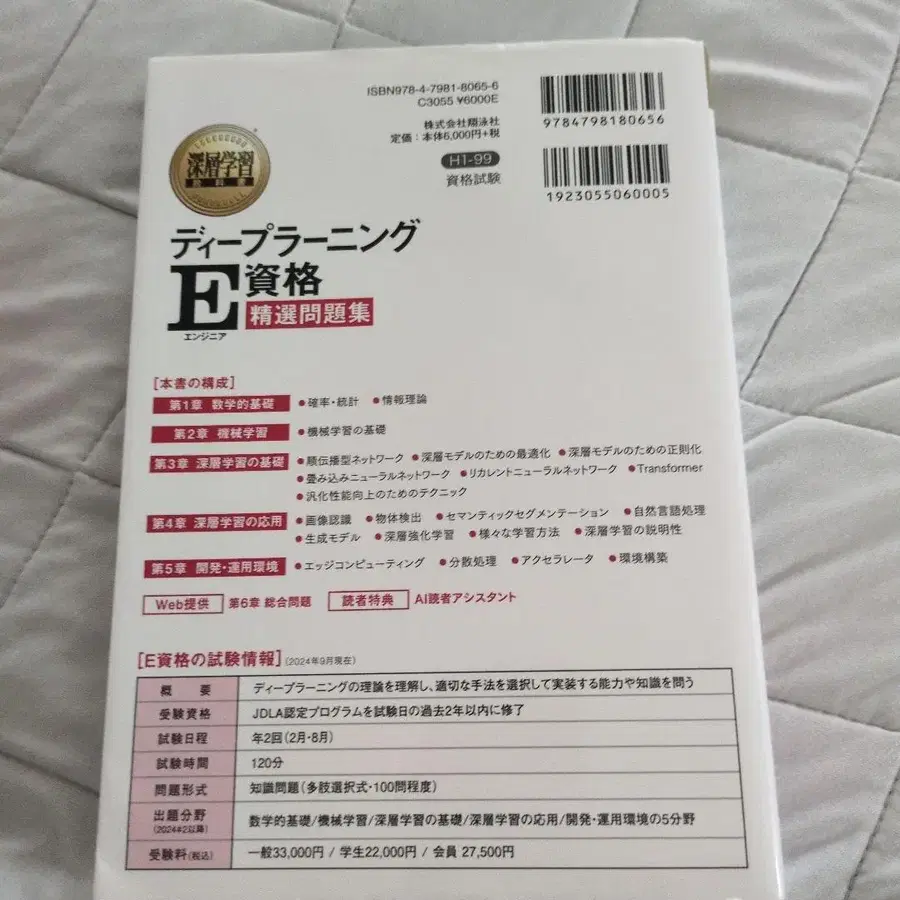 ISBN978-4-7981-8065-6
C3055 ¥6000E
株式会社翔泳社
定価：本体6,000円+税
H1-99
資格試験
9784798180656
1923055060005
深層学習
教科書
ディープラーニング
E資格
エンジニア
精選問題集
［本書の構成］
第1章 数学的基礎 ●確率・統計 ●情報理論
第2章 機械学習 ●機械学習の基礎
第3章 深層学習の基礎 ●順伝播型ネットワーク ●深層モデルのための最適化 ●深層モデルのための正則化
●畳み込みニューラルネットワーク ●リカレントニューラルネットワーク ●Transformer
●汎化性能向上のためのテクニック
第4章 深層学習の応用 ●画像認識 ●物体検出 ●セマンティックセグメンテーション ●自然言語処理
●生成モデル ●深層強化学習 ●様々な学習方法 ●深層学習の説明性
第5章 開発・運用環境 ●エッジコンピューティング ●分散処理 ●アクセラレータ ●環境構築
Web提供 第6章 総合問題 読者特典 AI読者アシスタント
［E資格の試験情報］（2024年9月現在）
概 要 ディープラーニングの理論を理解し、適切な手法を選択して実装する能力や知識を問う
受験資格 JDLA認定プログラムを試験日の過去2年以内に修了
試験日程 年2回（2月・8月）
試験時間 120分
問題形式 知識問題（多肢選択式・100問程度）
出題分野（2024#2以降） 数学的基礎/機械学習/深層学習の基礎/深層学習の応用/開発・運用環境の5分野
受験料（税込） 一般33,000円 / 学生22,000円 / 会員 27,500円